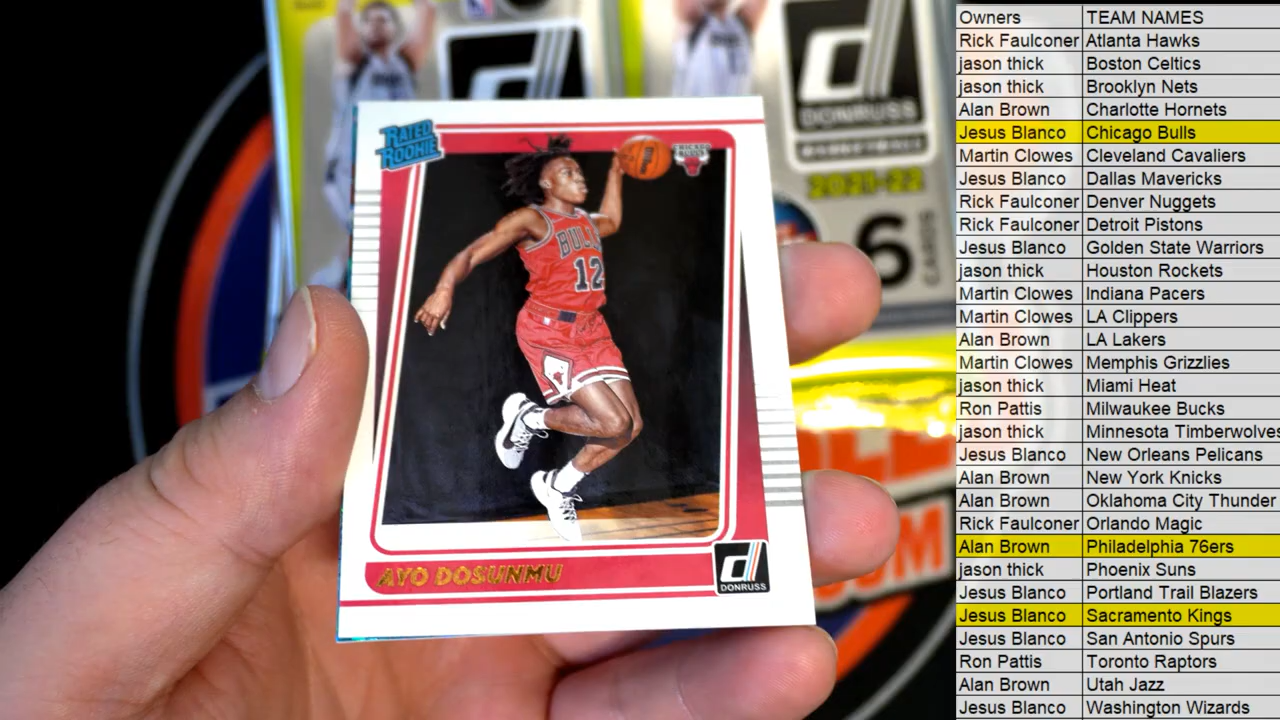 RATED
ROOKIE
CHICAGO
BULLS
BULLS
12
AYO DOSUNMU
DONRUSS
DONRUSS
BASKETBALL
2021-22
6
CARDS
Owners TEAM NAMES
Rick Faulconer Atlanta Hawks
jason thick Boston Celtics
jason thick Brooklyn Nets
Alan Brown Charlotte Hornets
Jesus Blanco Chicago Bulls
Martin Clowes Cleveland Cavaliers
Jesus Blanco Dallas Mavericks
Rick Faulconer Denver Nuggets
Rick Faulconer Detroit Pistons
Jesus Blanco Golden State Warriors
jason thick Houston Rockets
Martin Clowes Indiana Pacers
Martin Clowes LA Clippers
Alan Brown LA Lakers
Martin Clowes Memphis Grizzlies
jason thick Miami Heat
Ron Pattis Milwaukee Bucks
jason thick Minnesota Timberwolves
Jesus Blanco New Orleans Pelicans
Alan Brown New York Knicks
Alan Brown Oklahoma City Thunder
Rick Faulconer Orlando Magic
Alan Brown Philadelphia 76ers
jason thick Phoenix Suns
Jesus Blanco Portland Trail Blazers
Jesus Blanco Sacramento Kings
Jesus Blanco San Antonio Spurs
Ron Pattis Toronto Raptors
Alan Brown Utah Jazz
Jesus Blanco Washington Wizards